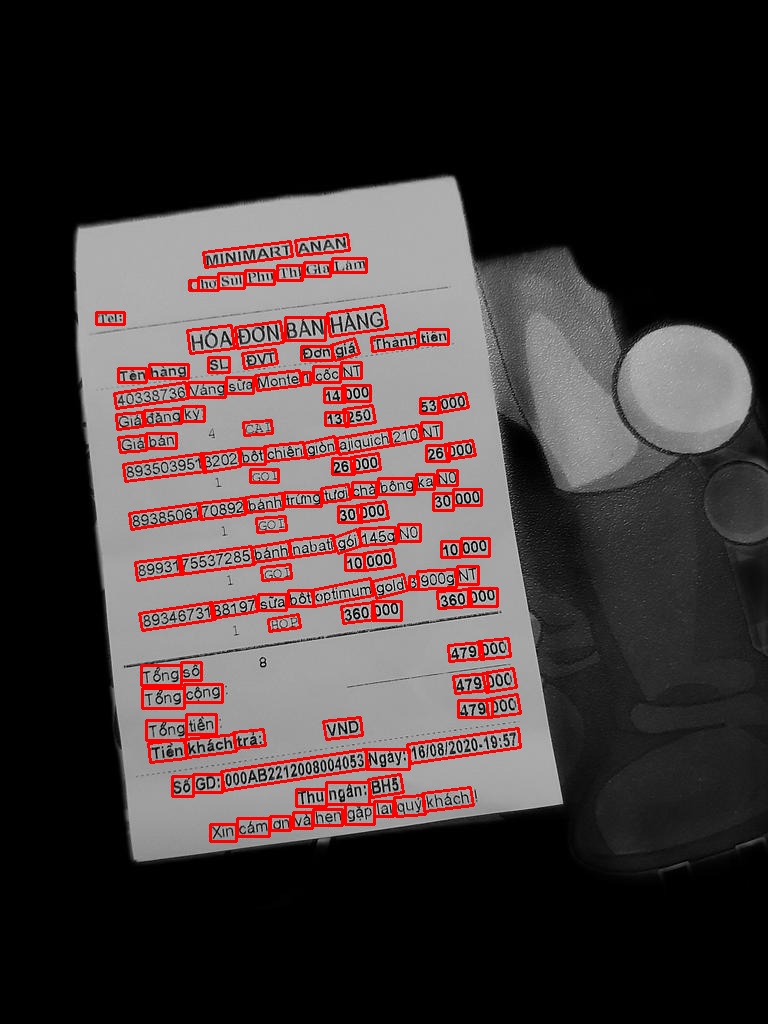 MINIMART ANAN
Chợ Sủi Phú Thị Gia Lâm
Tel:
HÓA ĐƠN BÁN HÀNG
Tên hàng SL ĐVT Đơn giá Thành tiền
40338736 Váng sữa Monte r cốc NT
Giá đăng ký 14,000
Giá bán 4 CAI 13,250 53,000
8935039513202 bột chiên giòn ajiquich 210 NT
1 GOI 26,000 26,000
8938506170892 bánh trứng tươi chà bông ka N0
1 GOI 30,000 30,000
8993175537285 bánh nabati gói 145g N0
1 GOI 10,000 10,000
8934673138197 sữa bột optimum gold 3 900g NT
1 HOP 360,000 360,000
Tổng số 8 479,000
Tổng cộng : 479,000
Tổng tiền : 479,000
Tiền khách trả: VND
Số GD: 000AB2212008004053 Ngày: 16/08/2020-19:57
Thu ngân: BH5
Xin cảm ơn và hẹn gặp lại quý khách !